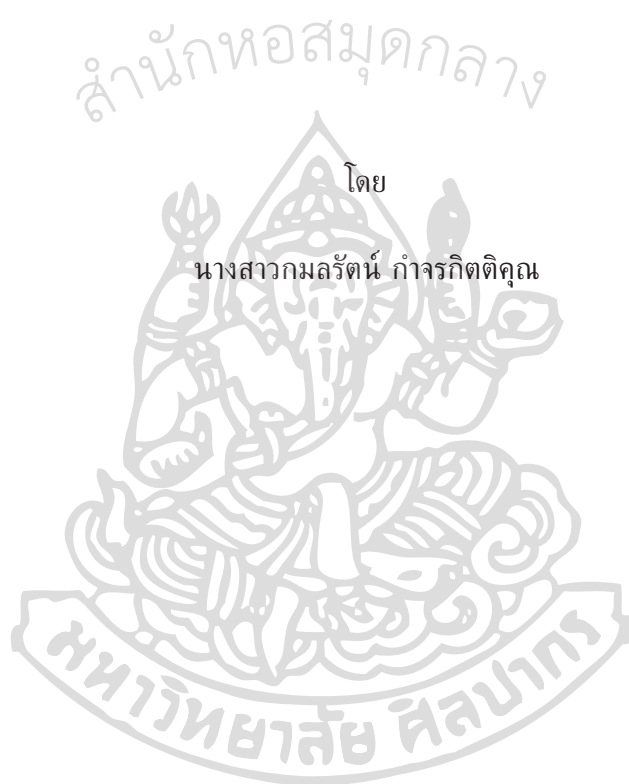 สำนักหอสมุดกลาง
โดย
นางสาวกมลรัตน์ กำจรกิตติคุณ
มหาวิทยาลัย ศิลปากร